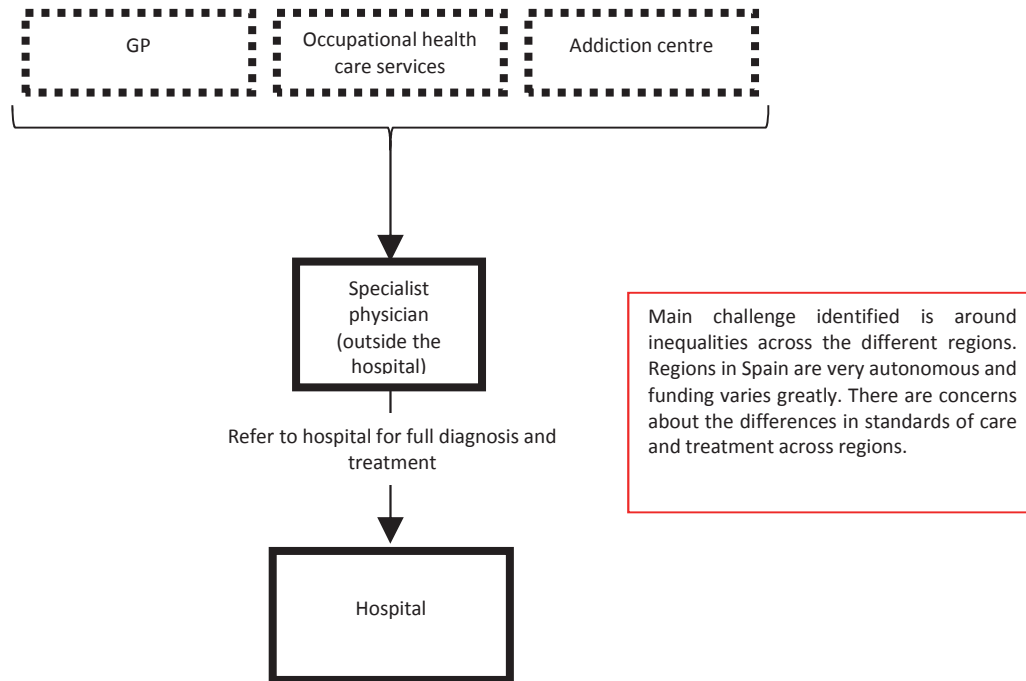 GP
Occupational health
care services
Addiction centre
Specialist
physician
(outside the
hospital)
Refer to hospital for full diagnosis and
treatment
Hospital
Main challenge identified is around
inequalities across the different regions.
Regions in Spain are very autonomous and
funding varies greatly. There are concerns
about the differences in standards of care
and treatment across regions.